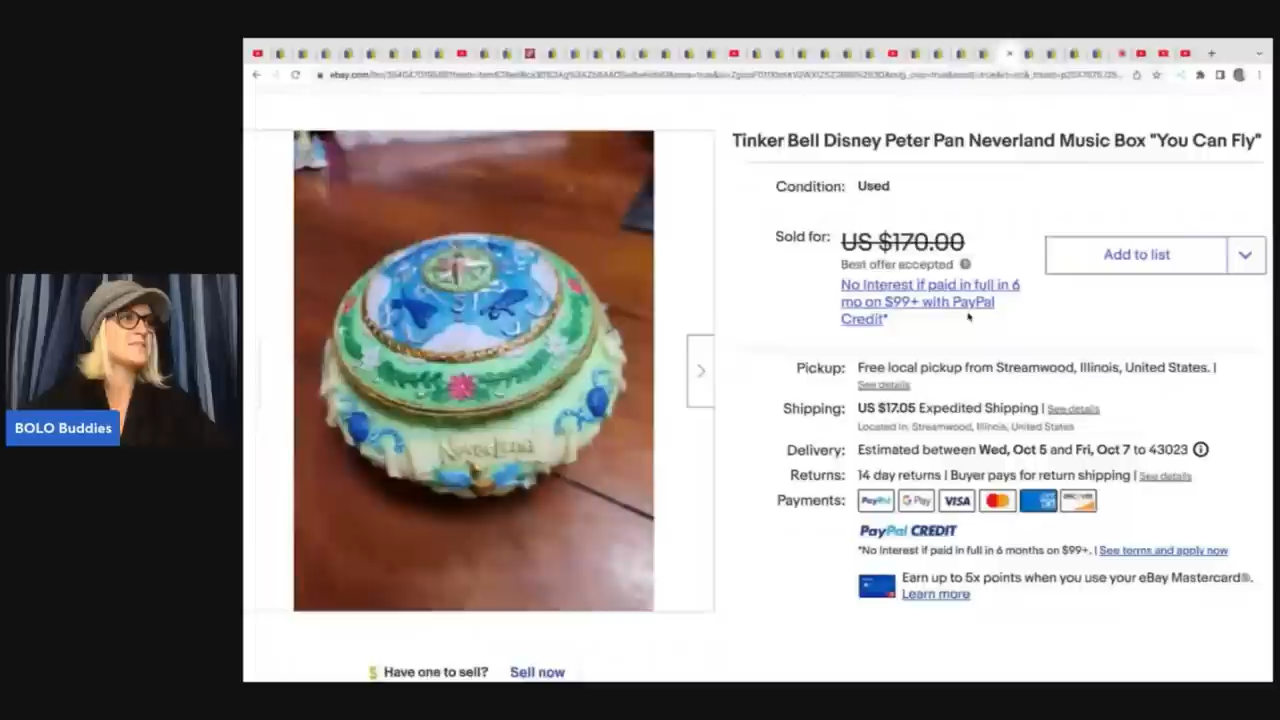 Tinker Bell Disney Peter Pan Neverland Music Box "You Can Fly"
Condition: Used
Sold for: US $170.00
Best offer accepted
Add to list
No Interest if paid in full in 6
mo on $99+ with PayPal
Credit*
Pickup: Free local pickup from Streamwood, Illinois, United States. |
See details
Shipping: US $17.05 Expedited Shipping | See details
Located in: Streamwood, Illinois, United States
Delivery: Estimated between Wed, Oct 5 and Fri, Oct 7 to 43023
Returns: 14 day returns | Buyer pays for return shipping | See details
Payments: PayPal G Pay VISA
PayPal CREDIT
*No Interest if paid in full in 6 months on $99+. | See terms and apply now
Earn up to 5x points when you use your eBay Mastercard®.
Learn more
Neverland
BOLO Buddies
Have one to sell? Sell now